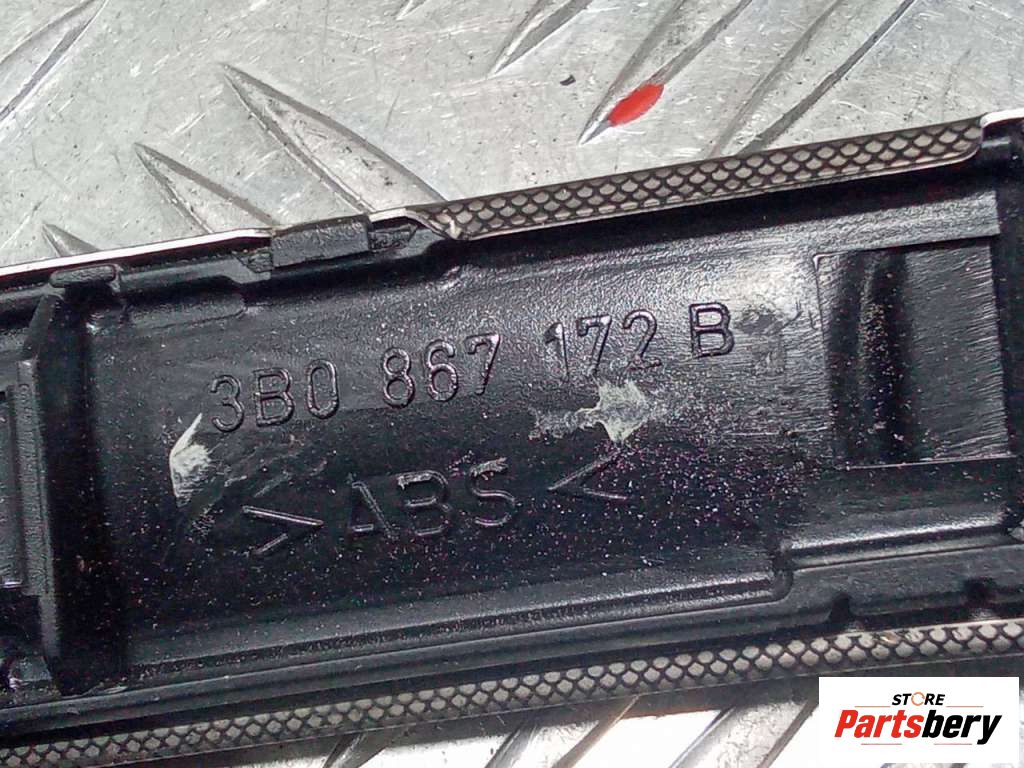 3B0 867 172 B
>ABS<
STORE
Partsbery